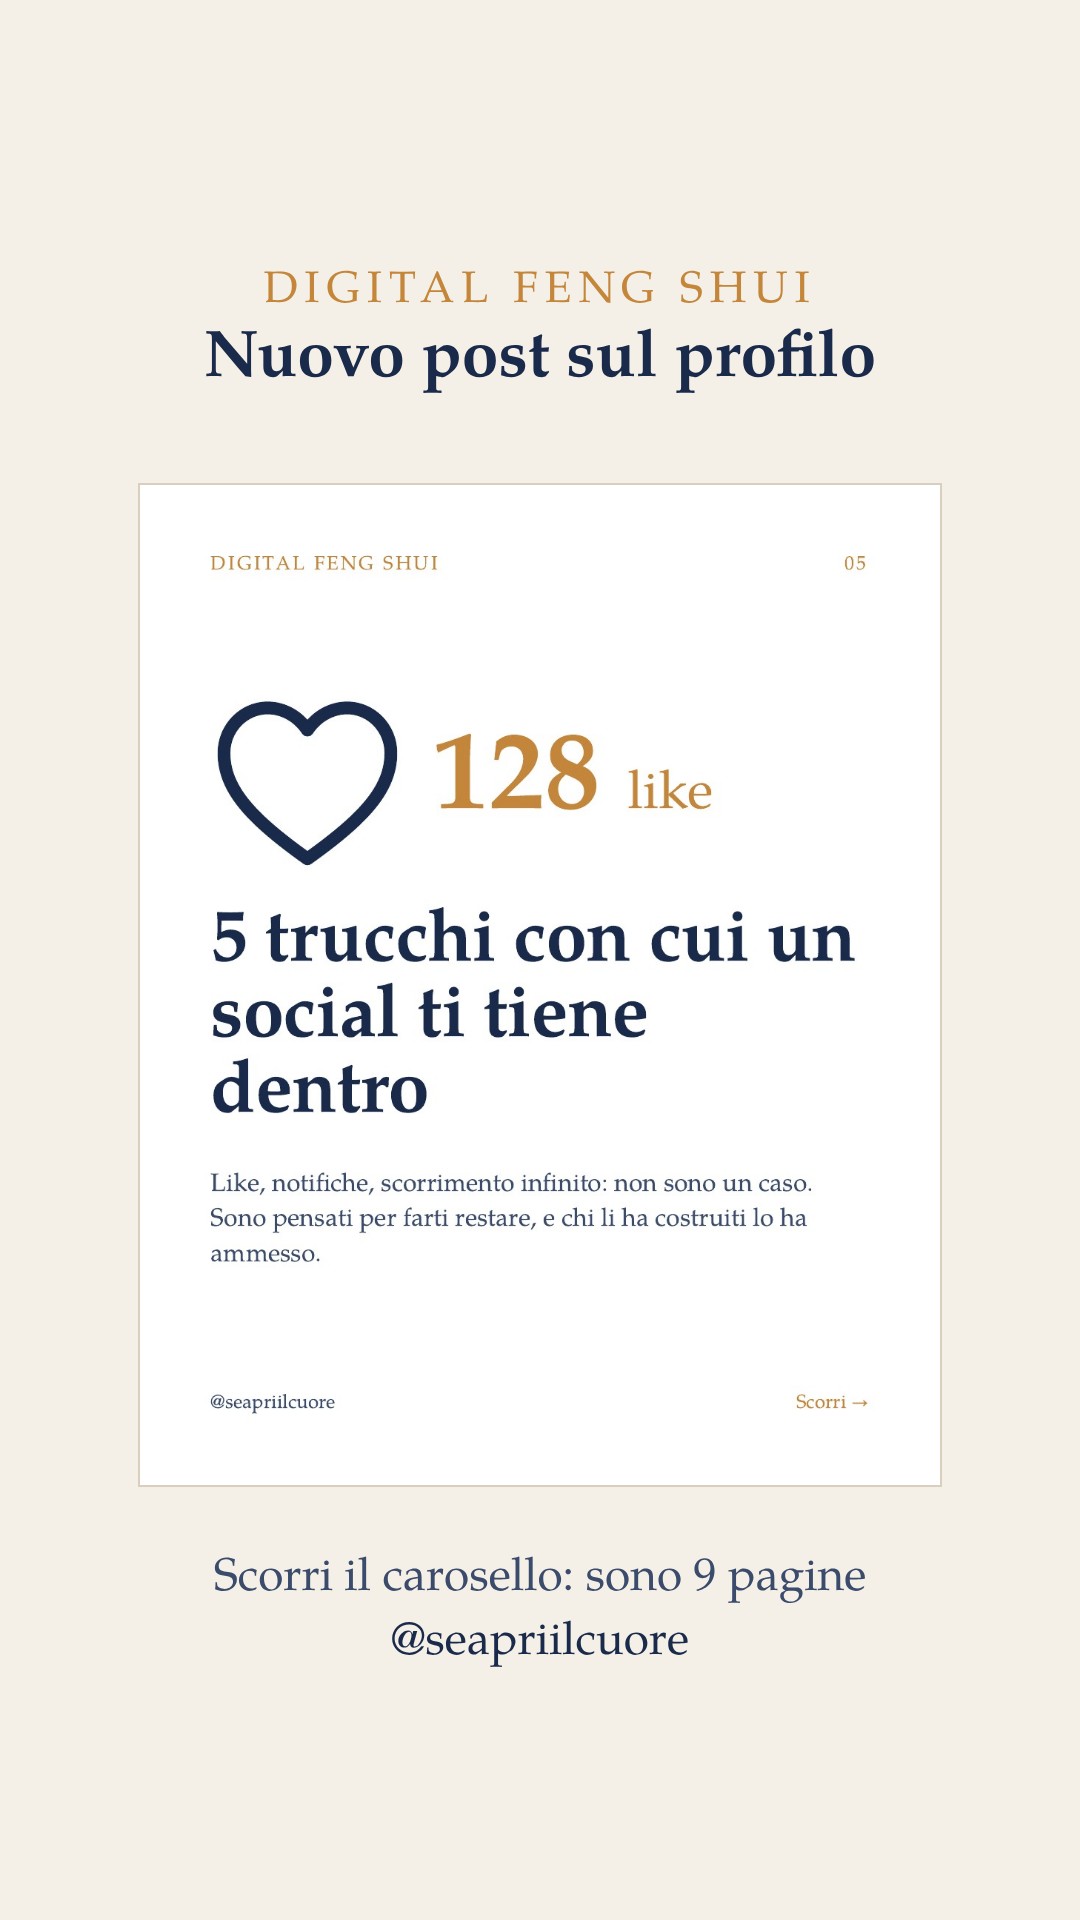 DIGITAL FENG SHUI
Nuovo post sul profilo
DIGITAL FENG SHUI 05
128 like
5 trucchi con cui un
social ti tiene
dentro
Like, notifiche, scorrimento infinito: non sono un caso.
Sono pensati per farti restare, e chi li ha costruiti lo ha
ammesso.
@seapriilcuore Scorri →
Scorri il carosello: sono 9 pagine
@seapriilcuore